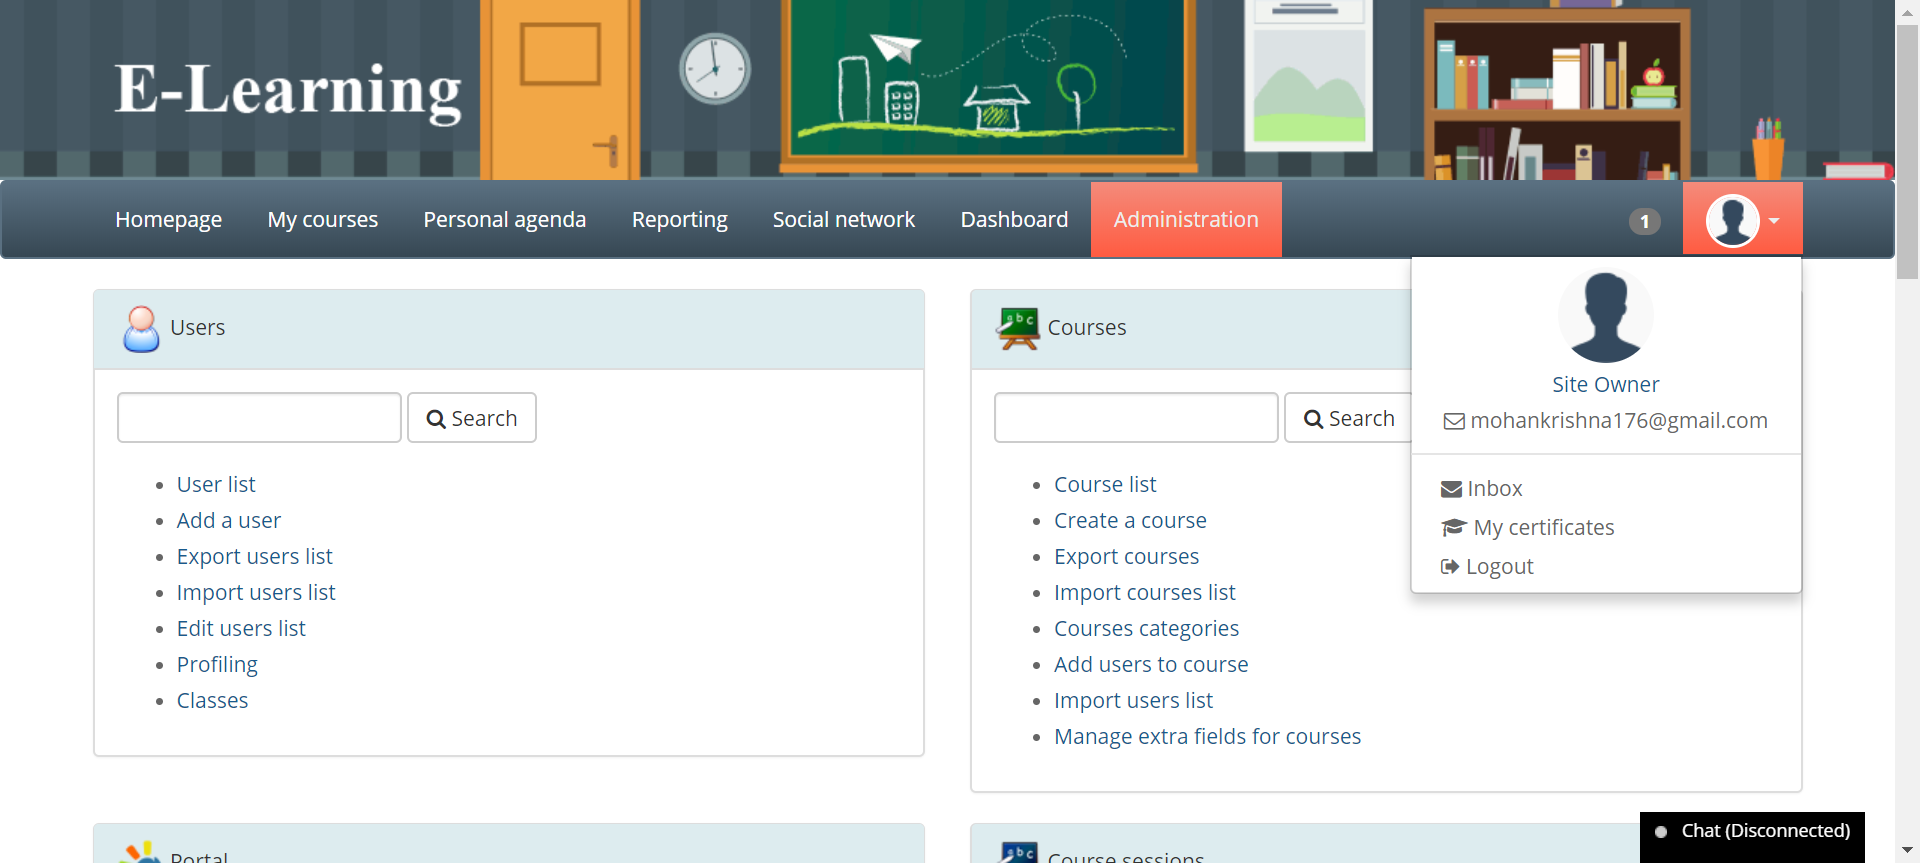 E-Learning
Homepage My courses Personal agenda Reporting Social network Dashboard Administration 1
Users
Search
User list
Add a user
Export users list
Import users list
Edit users list
Profiling
Classes
Courses
Search
Course list
Create a course
Export courses
Import courses list
Courses categories
Add users to course
Import users list
Manage extra fields for courses
Site Owner
mohankrishna176@gmail.com
Inbox
My certificates
Logout
Portal
Course sessions
Chat (Disconnected)